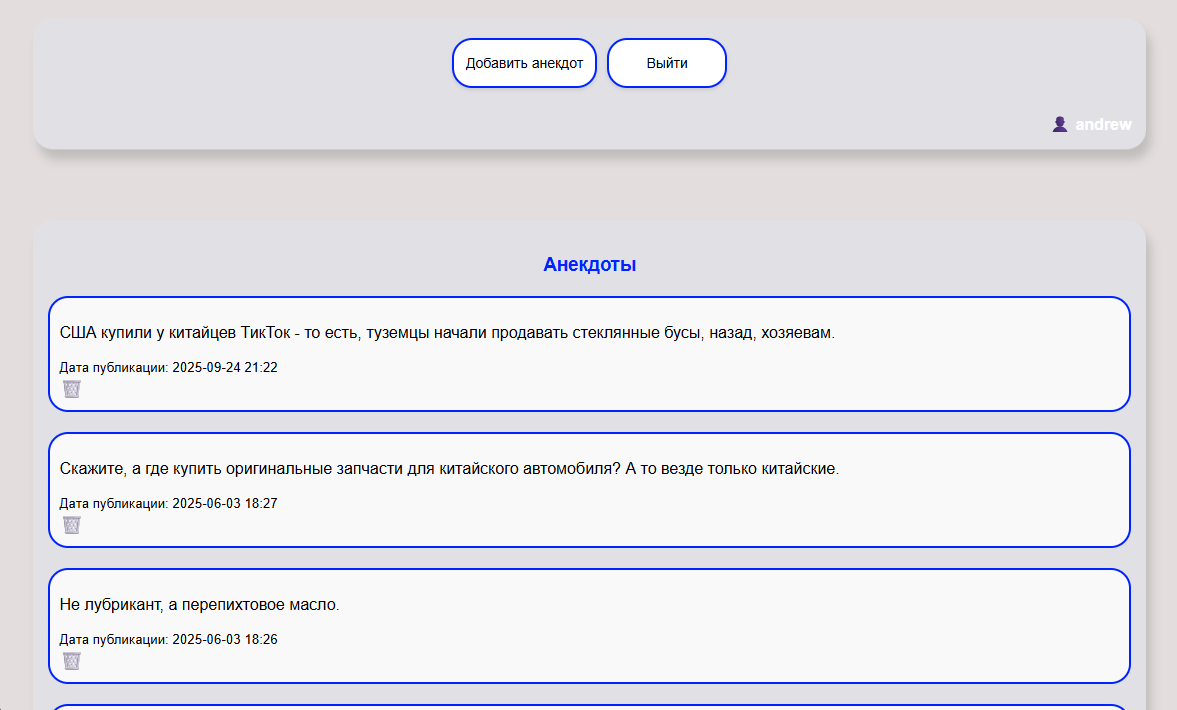 Добавить анекдот
Выйти
andrew
Анекдоты
США купили у китайцев ТикТок - то есть, туземцы начали продавать стеклянные бусы, назад, хозяевам.
Дата публикации: 2025-09-24 21:22
Скажите, а где купить оригинальные запчасти для китайского автомобиля? А то везде только китайские.
Дата публикации: 2025-06-03 18:27
Не лубрикант, а перепихтовое масло.
Дата публикации: 2025-06-03 18:26